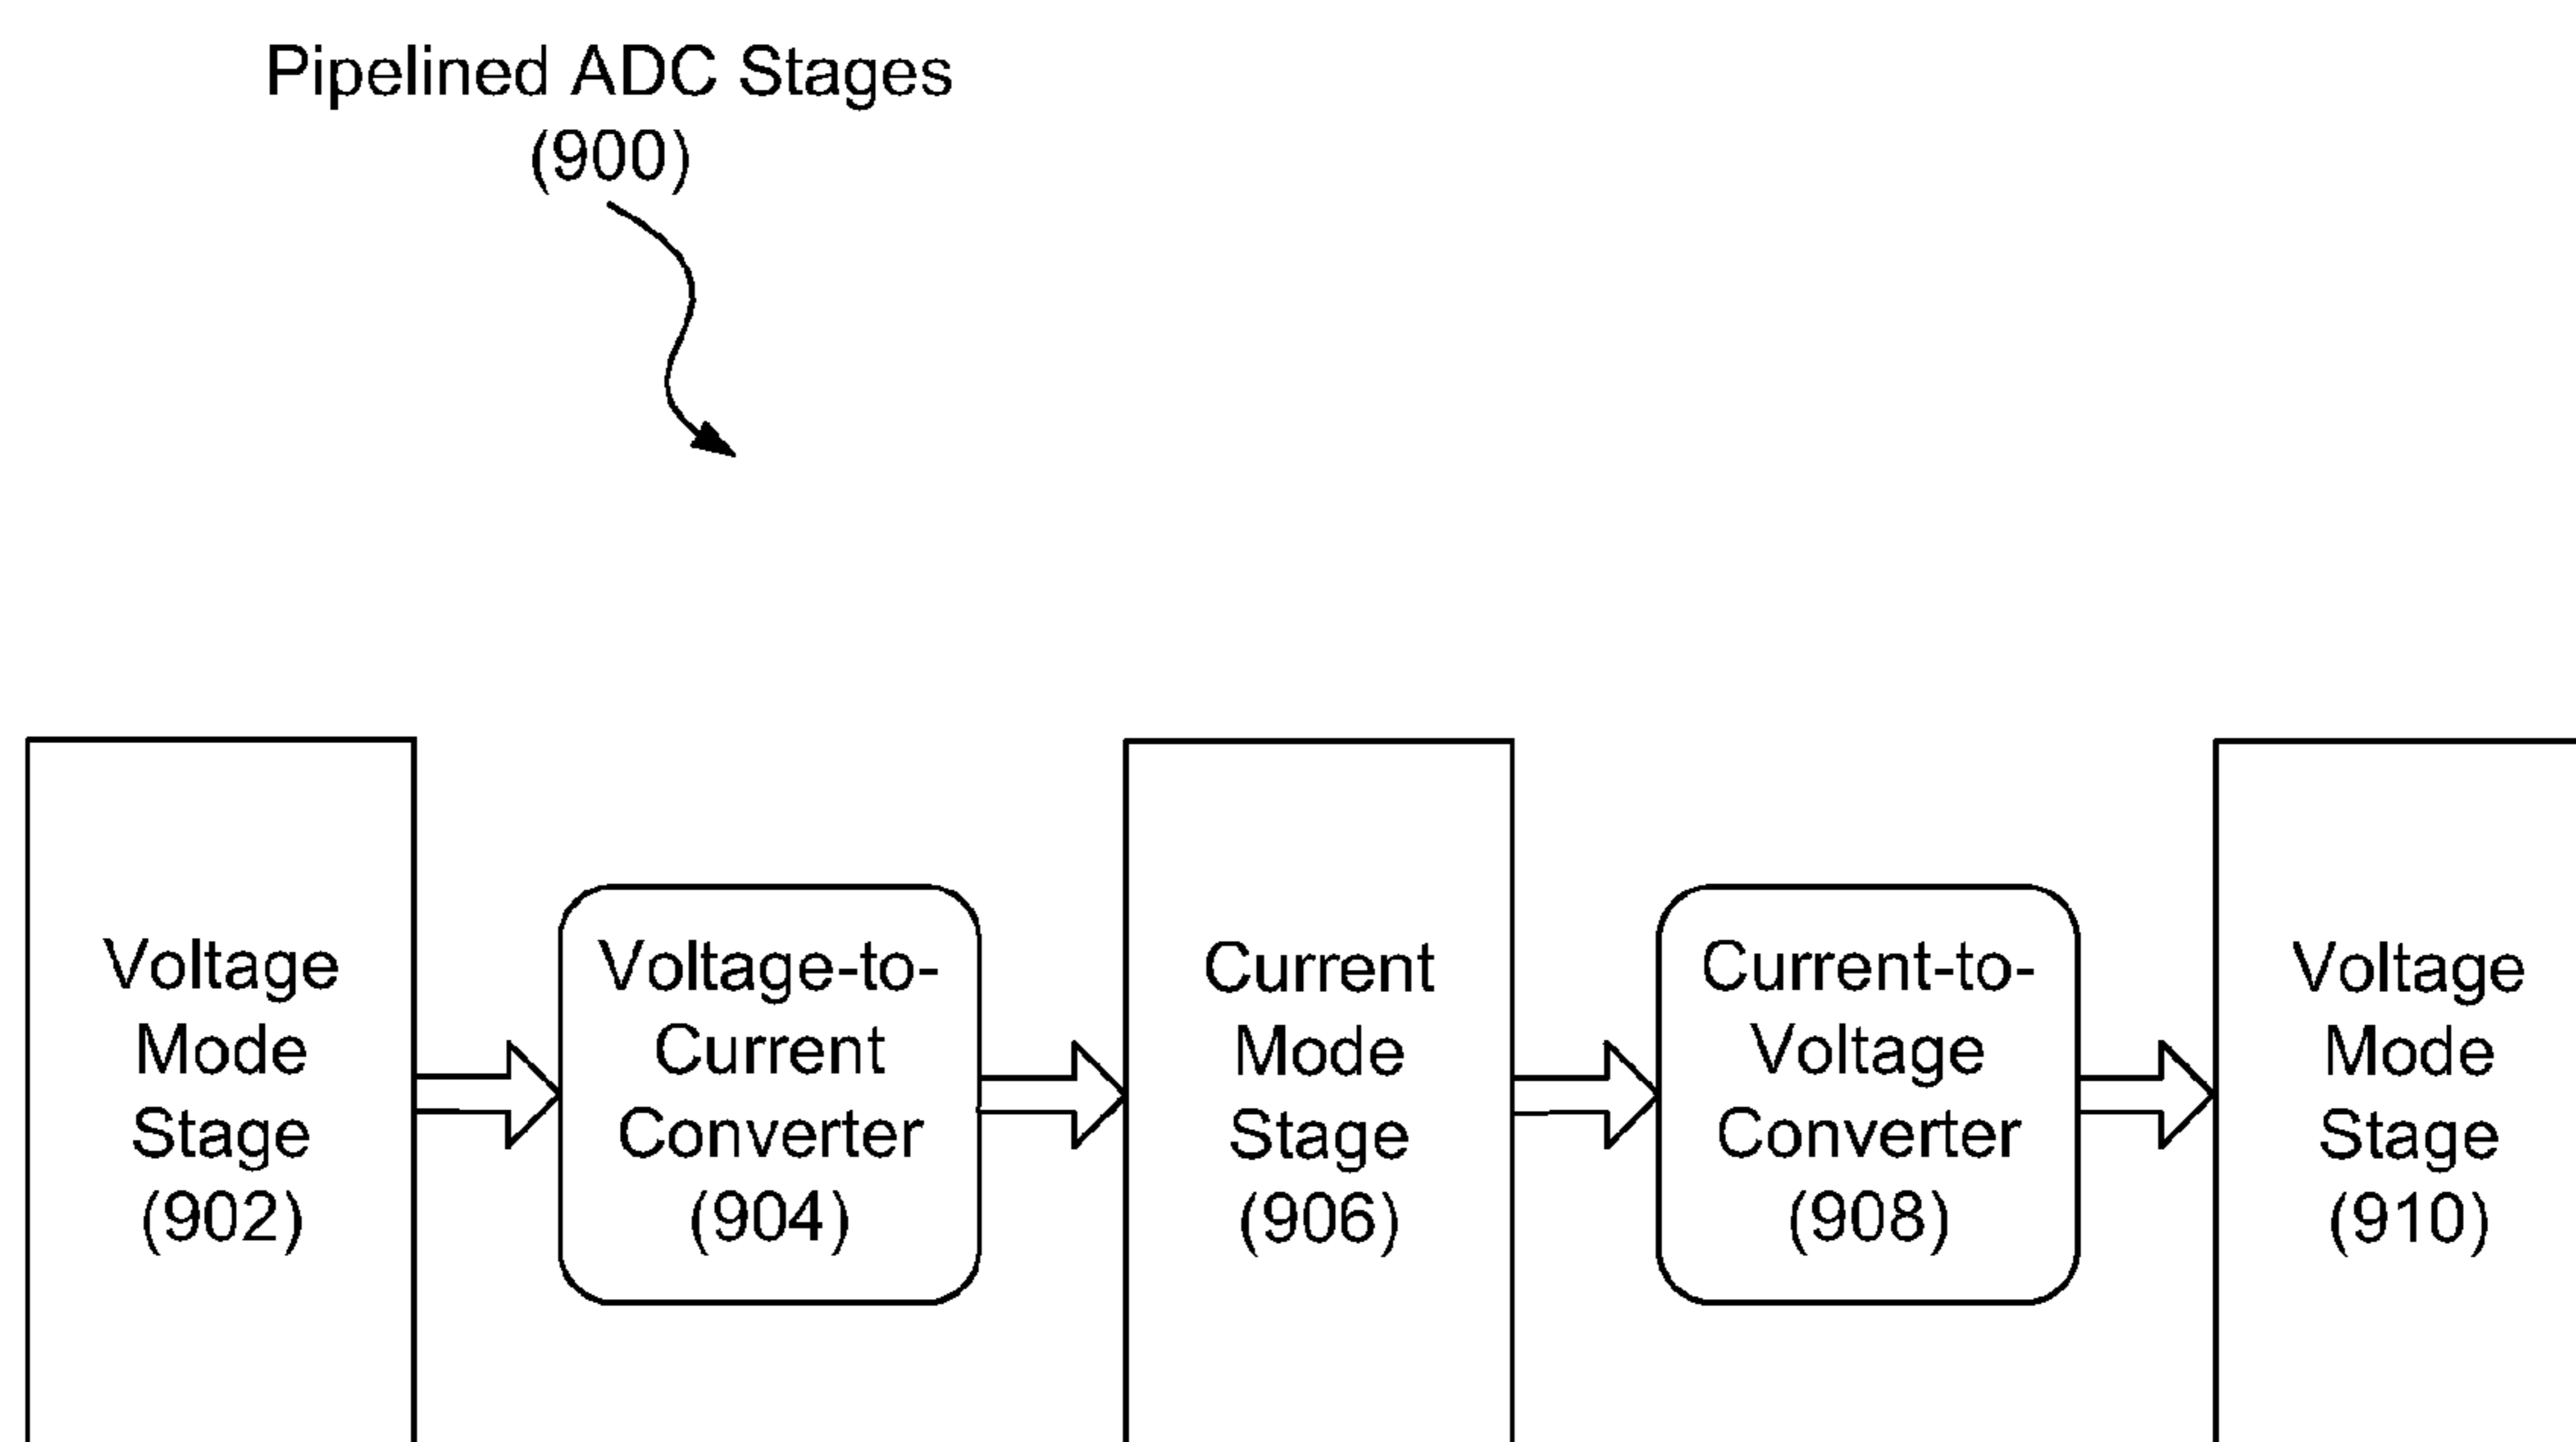 Pipelined ADC Stages
(900)
Voltage
Mode
Stage
(902)
Voltage-to-
Current
Converter
(904)
Current
Mode
Stage
(906)
Current-to-
Voltage
Converter
(908)
Voltage
Mode
Stage
(910)